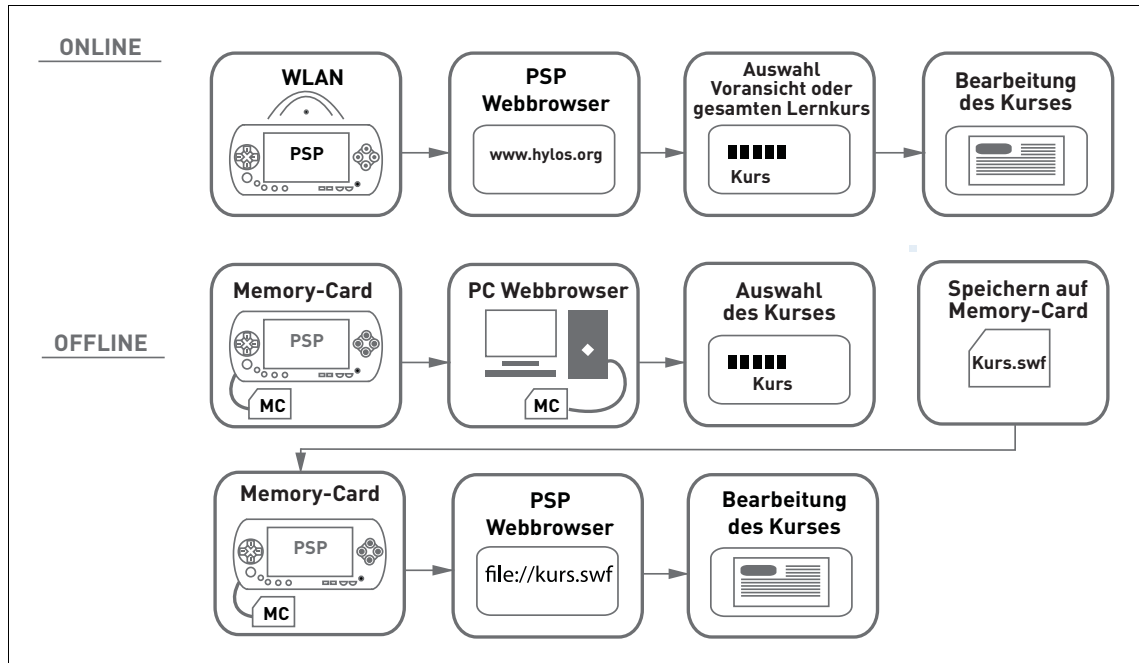 ONLINE
WLAN
PSP
PSP
Webbrowser
www.hylos.org
Auswahl
Voransicht oder
gesamten Lernkurs
Kurs
Bearbeitung
des Kurses
OFFLINE
Memory-Card
PSP
MC
PC Webbrowser
MC
Auswahl
des Kurses
Kurs
Speichern auf
Memory-Card
Kurs.swf
Memory-Card
PSP
MC
PSP
Webbrowser
file://kurs.swf
Bearbeitung
des Kurses